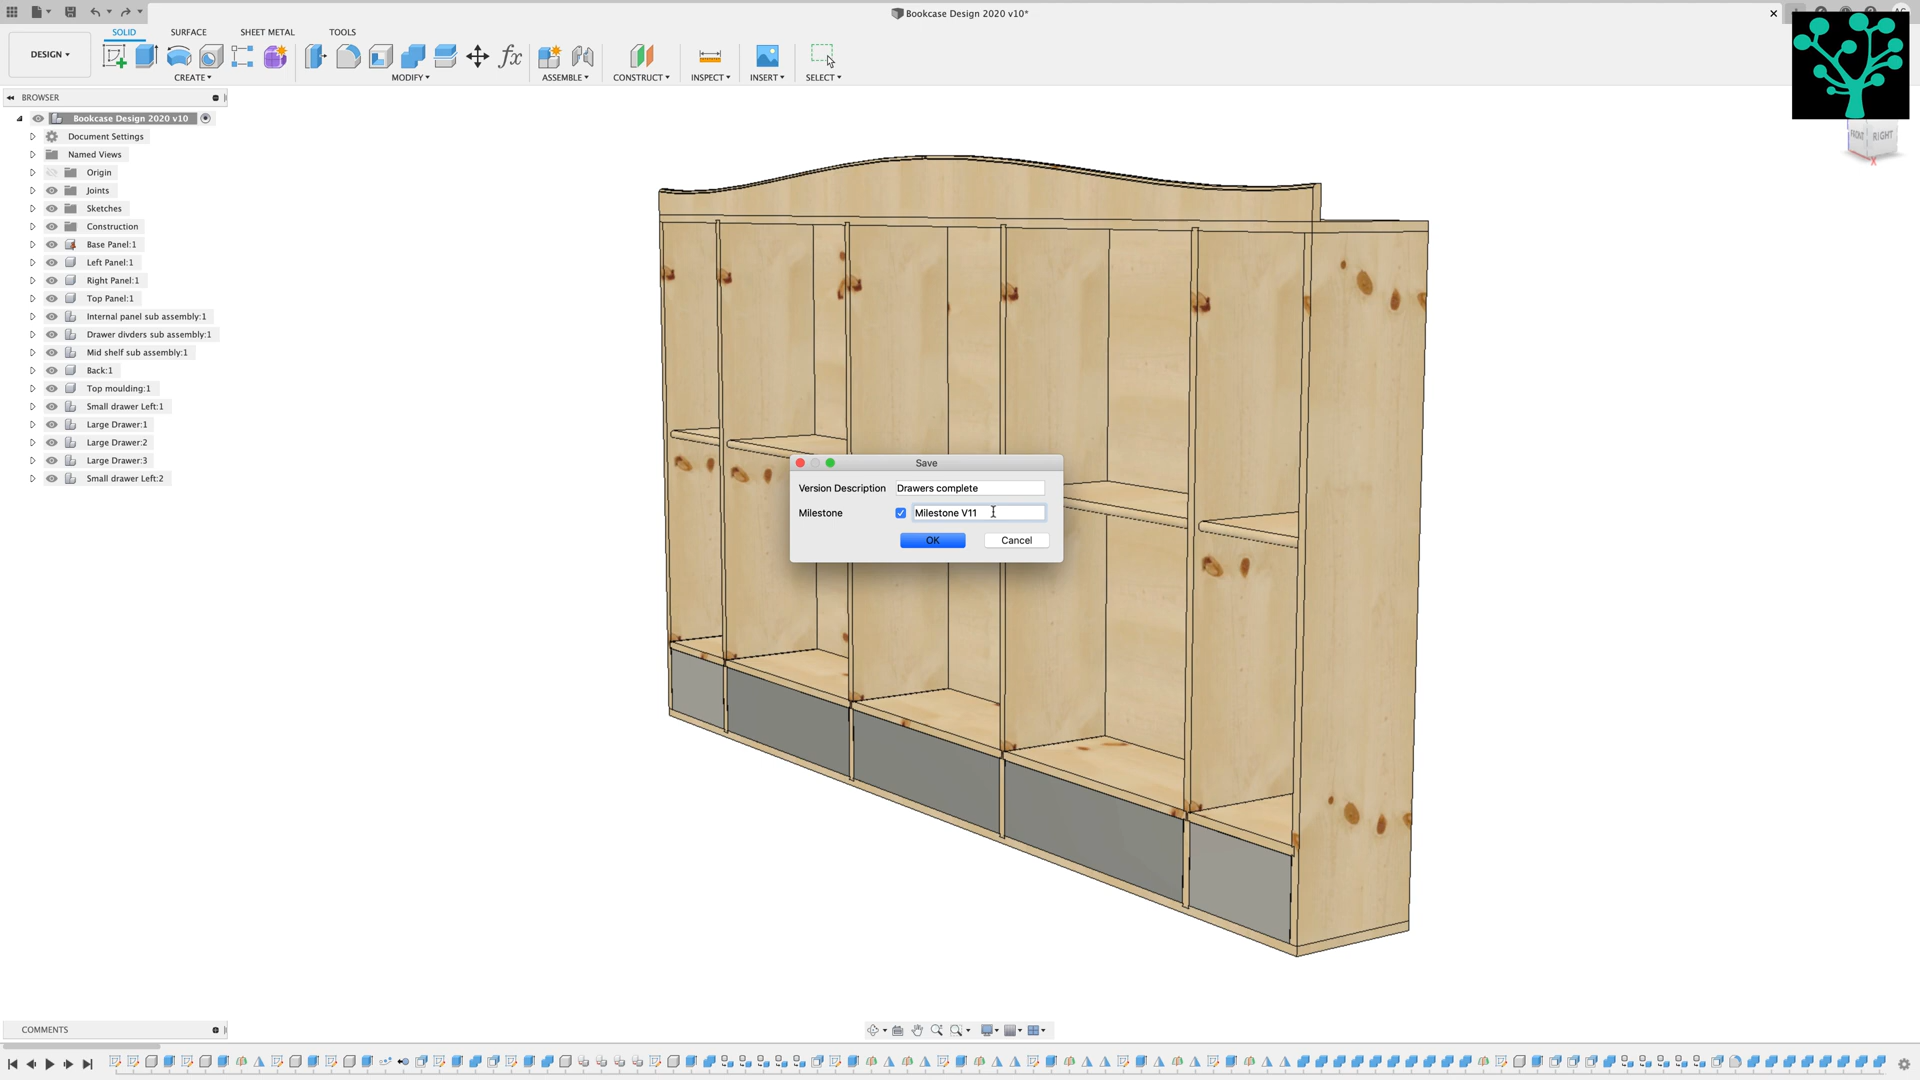 Bookcase Design 2020 v10*
SOLID SURFACE SHEET METAL TOOLS
DESIGN
CREATE MODIFY ASSEMBLE CONSTRUCT INSPECT INSERT SELECT
BROWSER
Bookcase Design 2020 v10
Document Settings
Named Views
Origin
Joints
Sketches
Construction
Base Panel:1
Left Panel:1
Right Panel:1
Top Panel:1
Internal panel sub assembly:1
Drawer divders sub assembly:1
Mid shelf sub assembly:1
Back:1
Top moulding:1
Small drawer Left:1
Large Drawer:1
Large Drawer:2
Large Drawer:3
Small drawer Left:2
FRONT RIGHT
X
Save
Version Description Drawers complete
Milestone Milestone V11
OK Cancel
COMMENTS